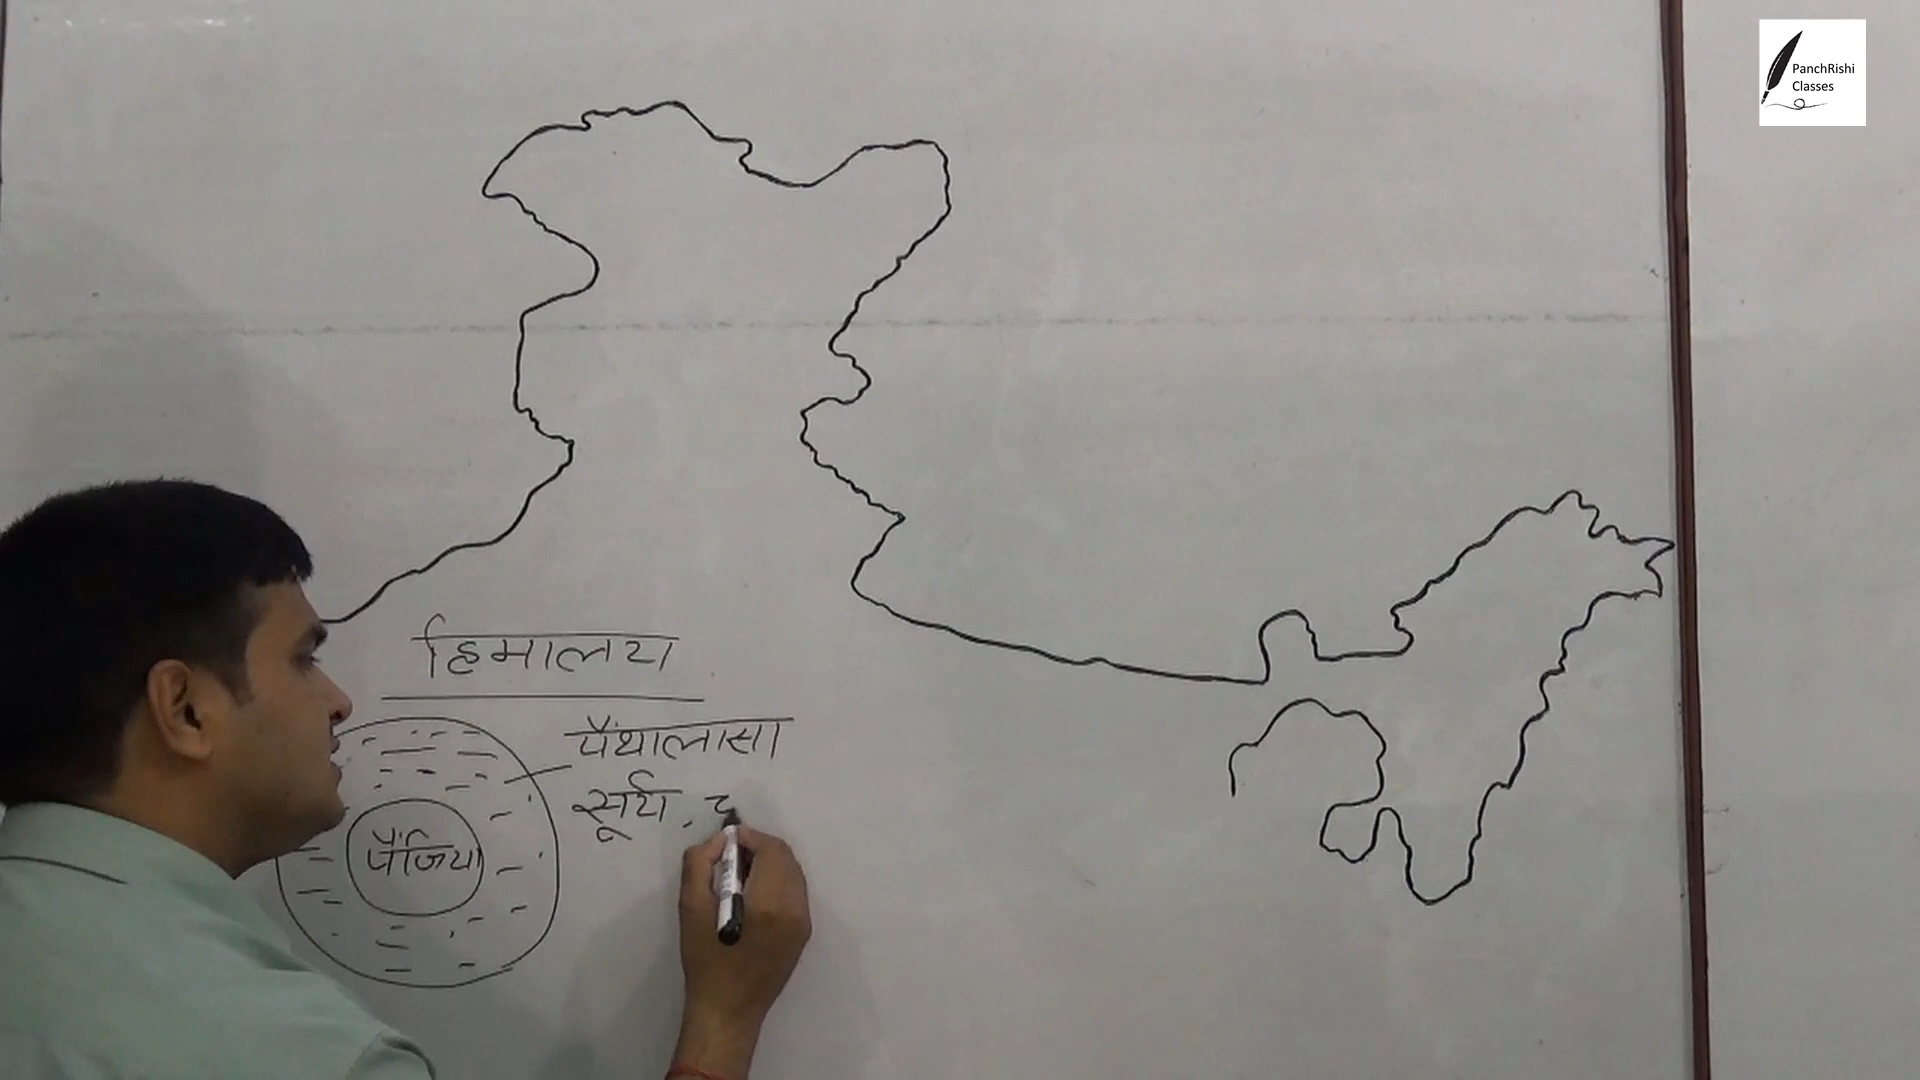 PanchRishi
Classes
हिमालय
पैंथालासा
सूर्य,
पैंजिया